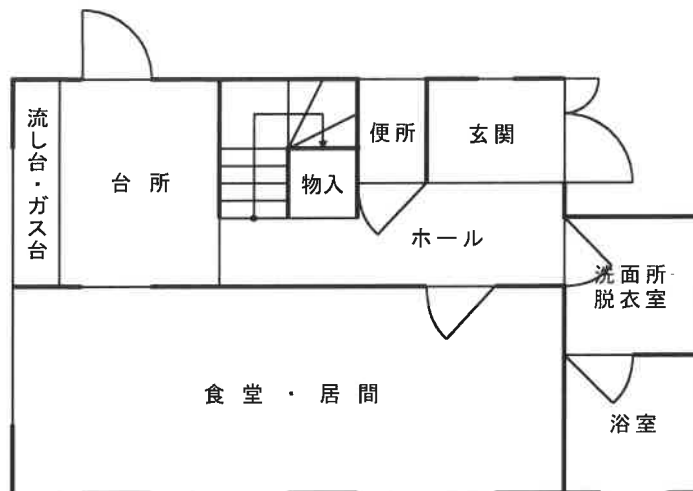 流し台・ガス台
台所
物入
便所
玄関
ホール
洗面所・
脱衣室
食堂・居間
浴室